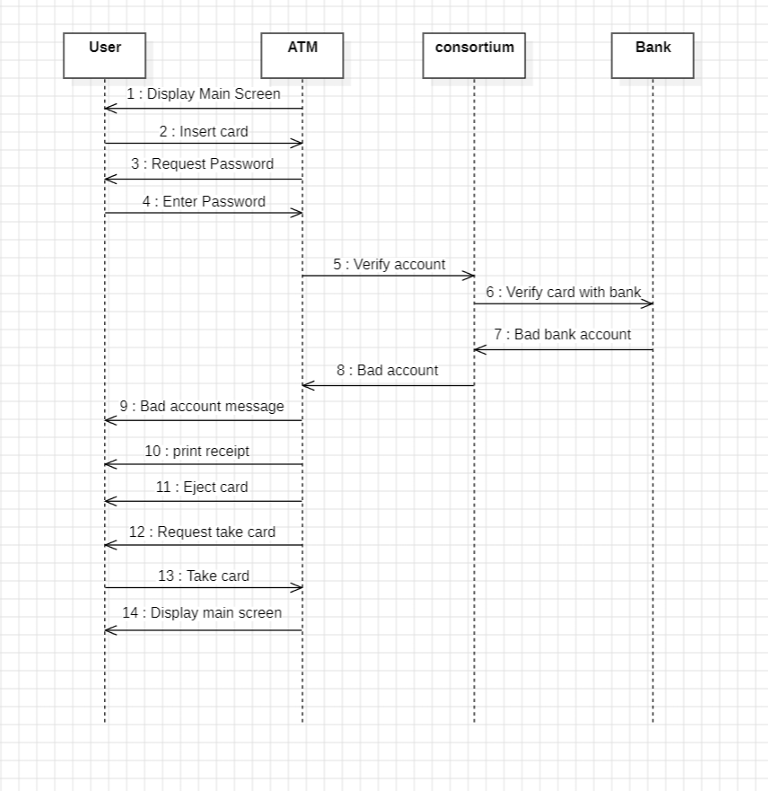 User
ATM
consortium
Bank
1 : Display Main Screen
2 : Insert card
3 : Request Password
4 : Enter Password
5 : Verify account
6 : Verify card with bank
7 : Bad bank account
8 : Bad account
9 : Bad account message
10 : print receipt
11 : Eject card
12 : Request take card
13 : Take card
14 : Display main screen